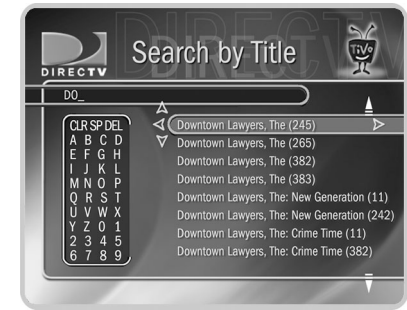 DIRECTV
Search by Title
TiVo
DIRECTV
DO_
CLR SP DEL
A B C D
E F G H
I J K L
M N O P
Q R S T
U V W X
Y Z 0 1
2 3 4 5
6 7 8 9
Downtown Lawyers, The (245)
Downtown Lawyers, The (265)
Downtown Lawyers, The (382)
Downtown Lawyers, The (383)
Downtown Lawyers, The: New Generation (11)
Downtown Lawyers, The: New Generation (242)
Downtown Lawyers, The: Crime Time (11)
Downtown Lawyers, The: Crime Time (382)